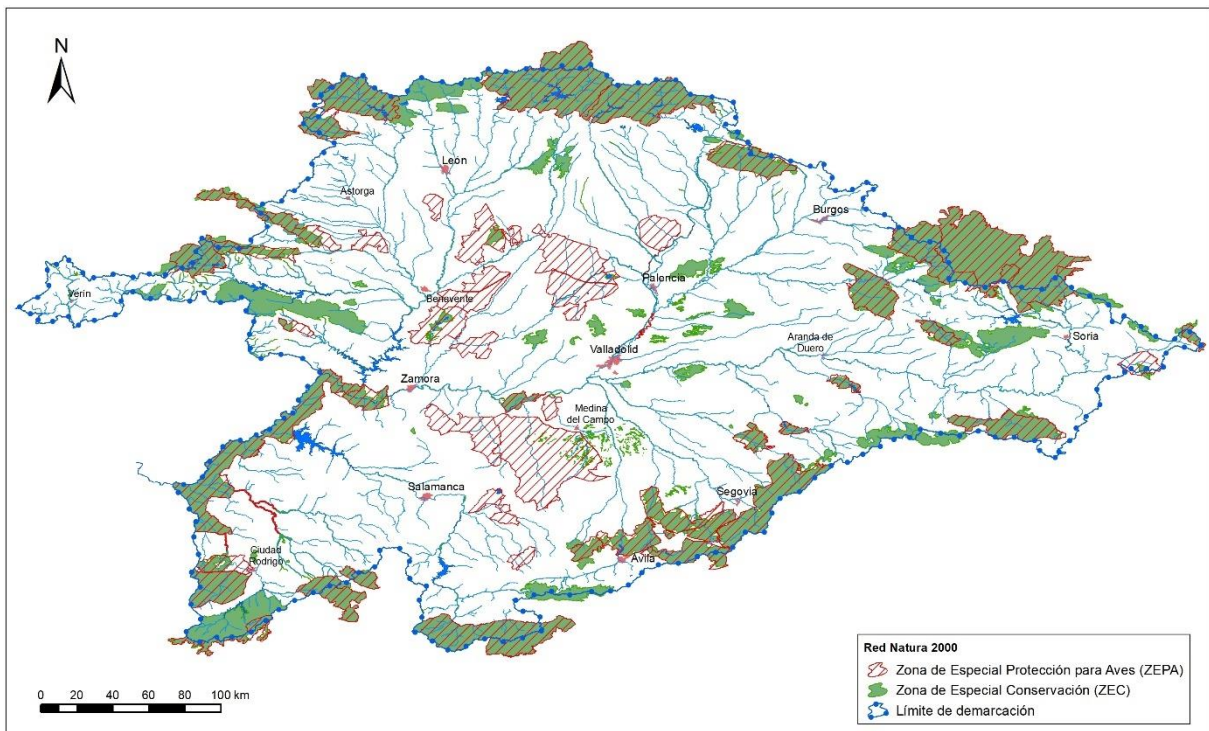 N
León
Astorga
Burgos
Verín
Benevente
Palencia
Soria
Aranda de
Duero
Valladolid
Zamora
Medina
del Campo
Salamanca
Segovia
Ciudad
Rodrigo
Avila
Red Natura 2000
Zona de Especial Protección para Aves (ZEPA)
Zona de Especial Conservación (ZEC)
Límite de demarcación
0 20 40 60 80 100 km